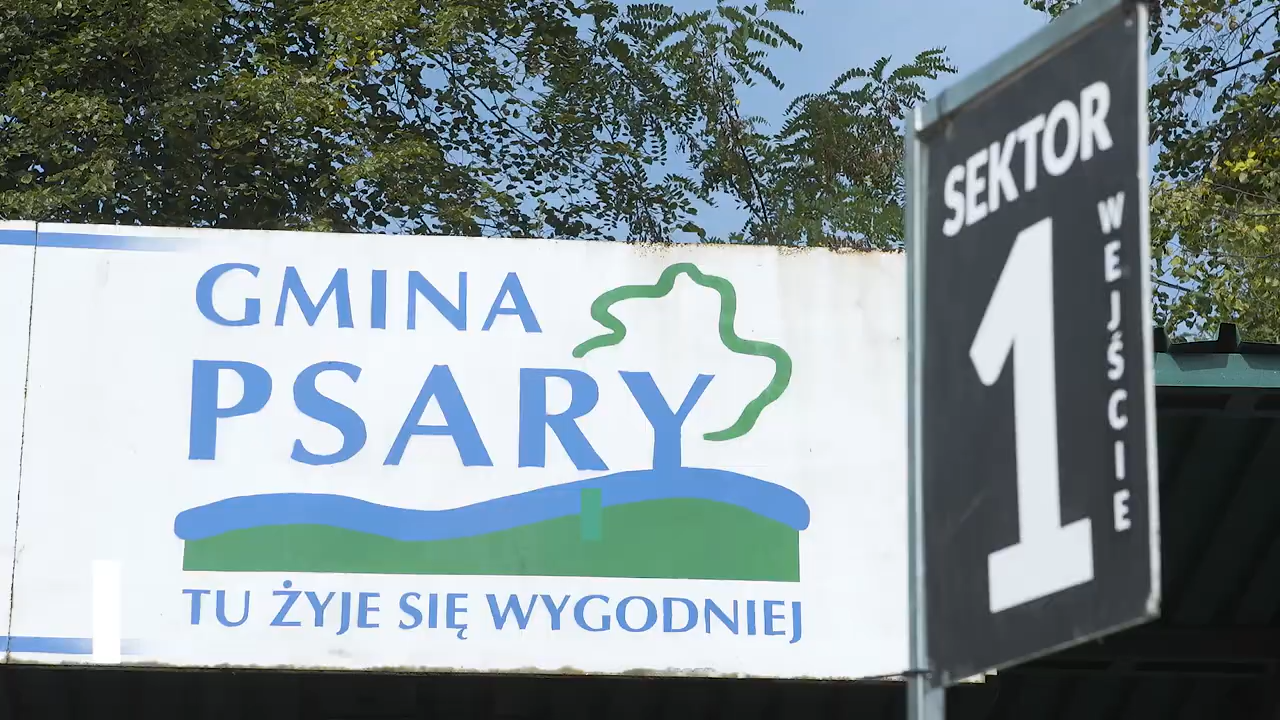 GMINA
PSARY
TU ŻYJE SIĘ WYGODNIEJ
SEKTOR
1
WEJŚCIE